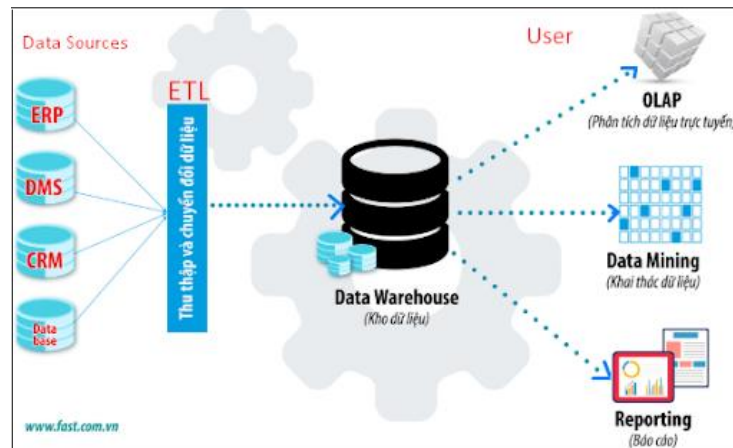 Data Sources
User
ERP
DMS
CRM
Data
base
ETL
Thu thập và chuyển đổi dữ liệu
Data Warehouse
(Kho dữ liệu)
OLAP
(Phân tích dữ liệu trực tuyến)
Data Mining
(Khai thác dữ liệu)
Reporting
(Báo cáo)
www.fast.com.vn